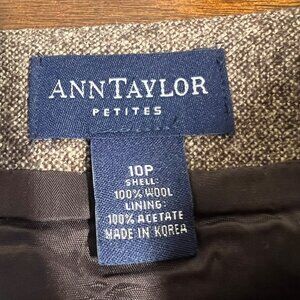 ANNTAYLOR
PETITES
10P
SHELL:
100% WOOL
LINING:
100% ACETATE
MADE IN KOREA